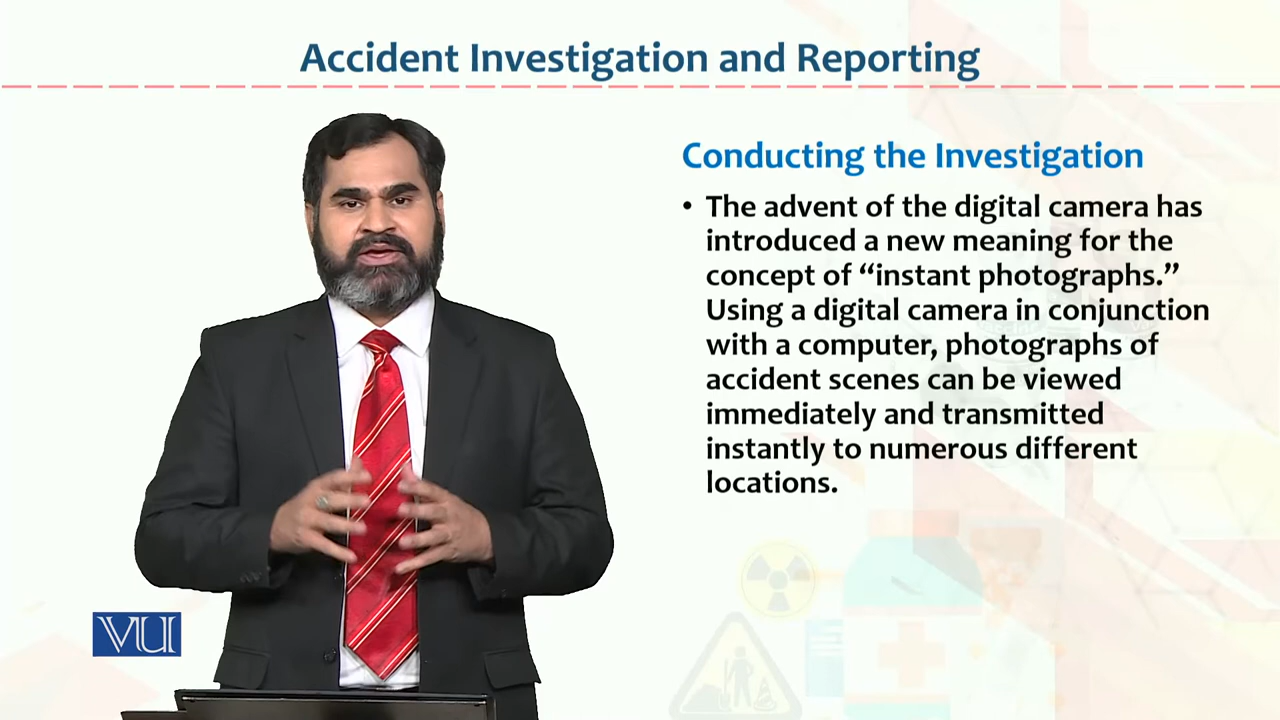 Accident Investigation and Reporting
Conducting the Investigation
• The advent of the digital camera has
introduced a new meaning for the
concept of “instant photographs.”
Using a digital camera in conjunction
with a computer, photographs of
accident scenes can be viewed
immediately and transmitted
instantly to numerous different
locations.
VU